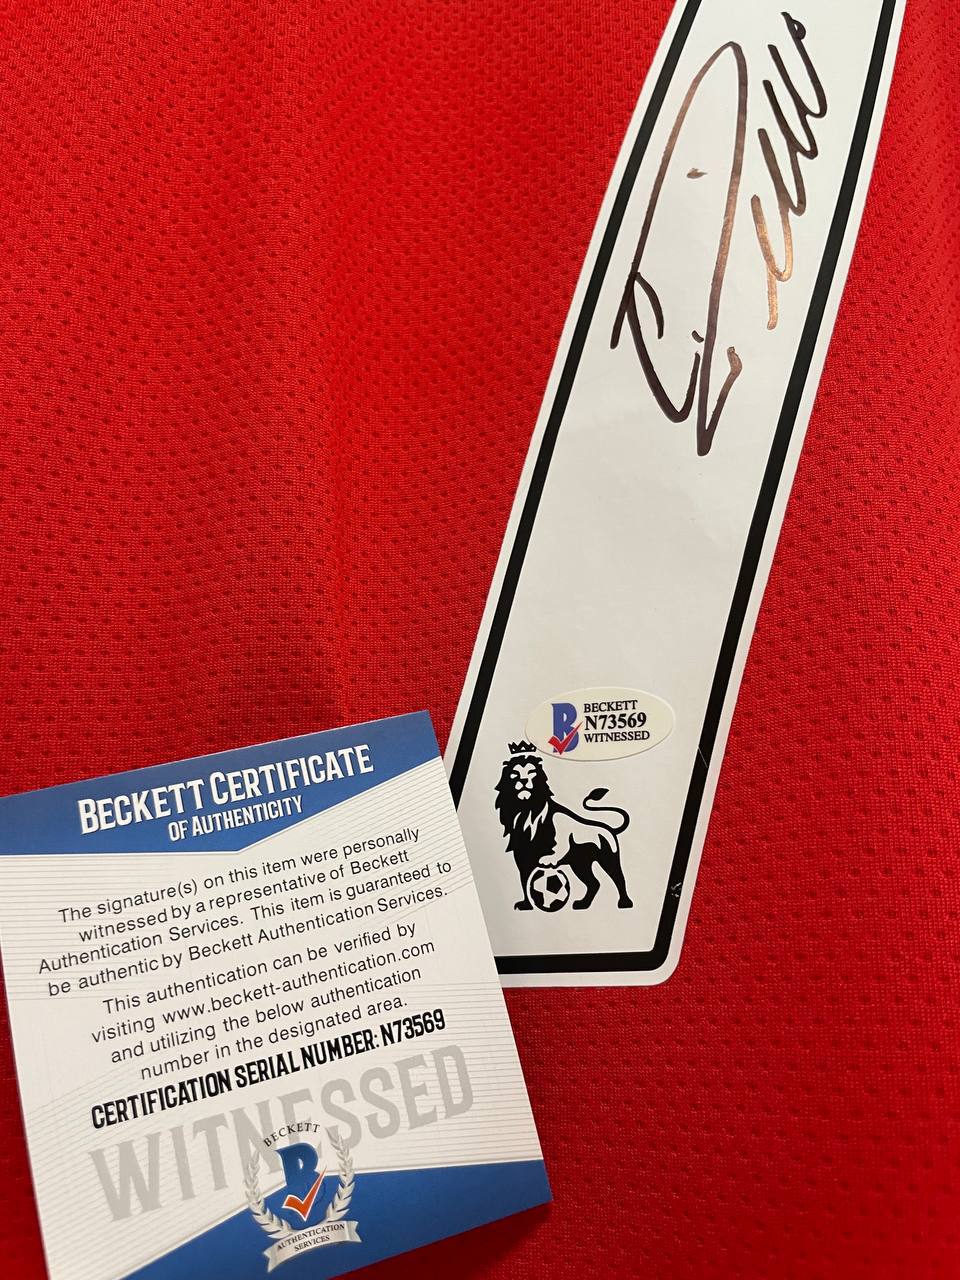 BECKETT
N73569
WITNESSED
BECKETT CERTIFICATE
OF AUTHENTICITY
The signature(s) on this item were personally
witnessed by a representative of Beckett
Authentication Services. This item is guaranteed to
be authentic by Beckett Authentication Services.
This authentication can be verified by
visiting www.beckett-authentication.com
and utilizing the below authentication
number in the designated area.
CERTIFICATION SERIAL NUMBER: N73569
WITNESSED
BECKETT
B
AUTHENTICATION
SERVICES